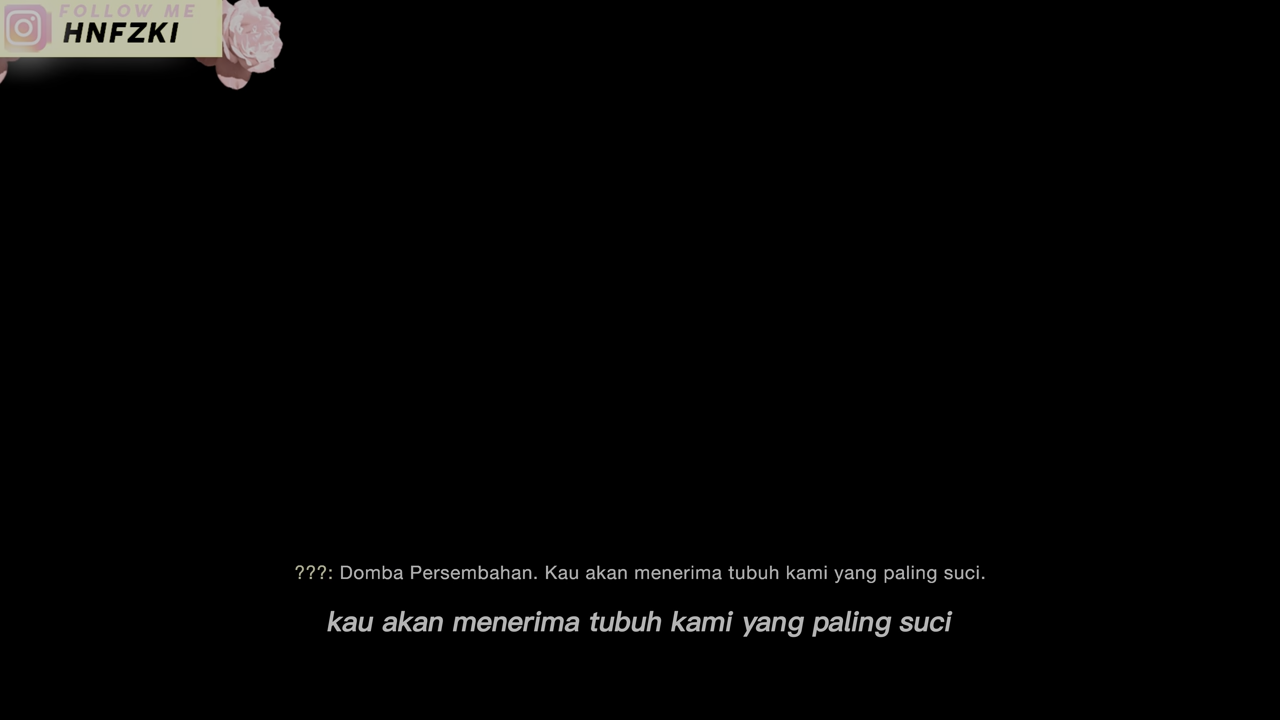 FOLLOW ME
HNFZKI
???: Domba Persembahan. Kau akan menerima tubuh kami yang paling suci.
kau akan menerima tubuh kami yang paling suci